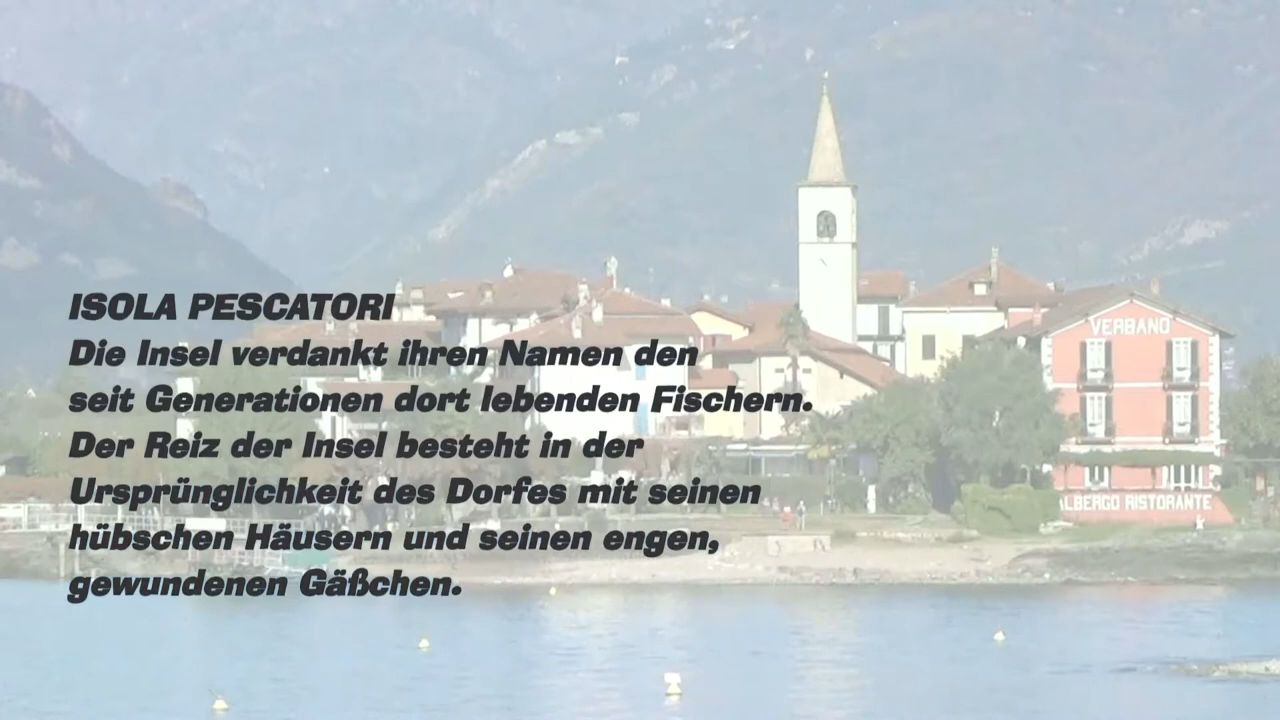 ISOLA PESCATORI
Die Insel verdankt ihren Namen den
seit Generationen dort lebenden Fischern.
Der Reiz der Insel besteht in der
Ursprünglichkeit des Dorfes mit seinen
hübschen Häusern und seinen engen,
gewundenen Gäßchen.
VERBANO
ALBERGO RISTORANTE